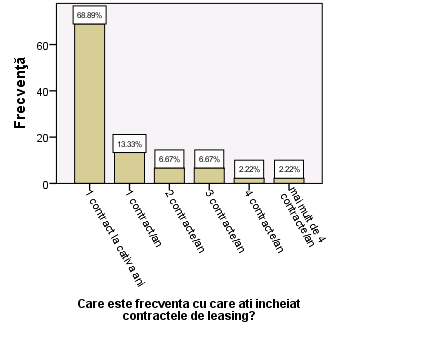 Frecvenţă
60
40
20
0
68.89%
13.33%
6.67%
6.67%
2.22%
2.22%
1 contract la cativa ani
1 contract/an
2 contracte/an
3 contracte/an
4 contracte/an
mai mult de 4
contracte/an
Care este frecventa cu care ati incheiat
contractele de leasing?